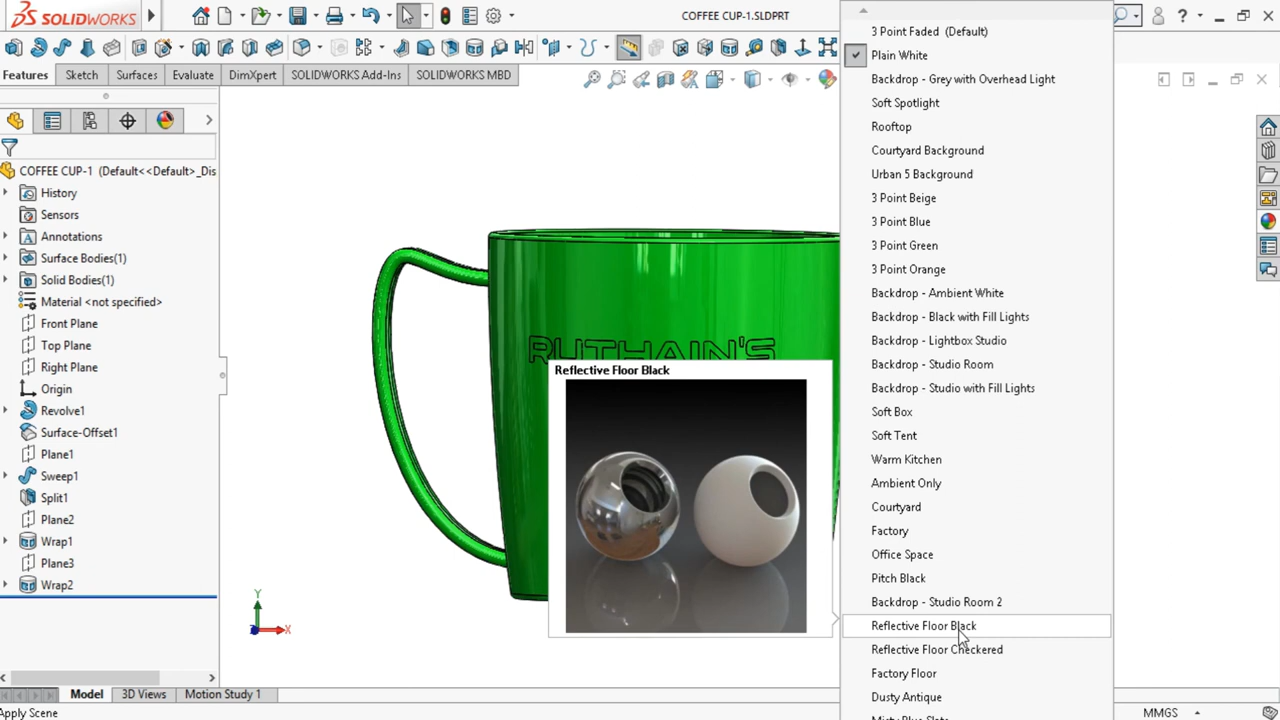 SOLIDWORKS
COFFEE CUP-1.SLDPRT
?
Features
Sketch
Surfaces
Evaluate
DimXpert
SOLIDWORKS Add-Ins
SOLIDWORKS MBD
COFFEE CUP-1 (Default<<Default>_Dis
History
Sensors
Annotations
Surface Bodies(1)
Solid Bodies(1)
Material <not specified>
Front Plane
Top Plane
Right Plane
Origin
Revolve1
Surface-Offset1
Plane1
Sweep1
Split1
Plane2
Wrap1
Plane3
Wrap2
RUTHAIN'S
Reflective Floor Black
Y
X
Z
3 Point Faded (Default)
Plain White
Backdrop - Grey with Overhead Light
Soft Spotlight
Rooftop
Courtyard Background
Urban 5 Background
3 Point Beige
3 Point Blue
3 Point Green
3 Point Orange
Backdrop - Ambient White
Backdrop - Black with Fill Lights
Backdrop - Lightbox Studio
Backdrop - Studio Room
Backdrop - Studio with Fill Lights
Soft Box
Soft Tent
Warm Kitchen
Ambient Only
Courtyard
Factory
Office Space
Pitch Black
Backdrop - Studio Room 2
Reflective Floor Black
Reflective Floor Checkered
Factory Floor
Dusty Antique
Misty Blue Slate
Model
3D Views
Motion Study 1
Apply Scene
MMGS